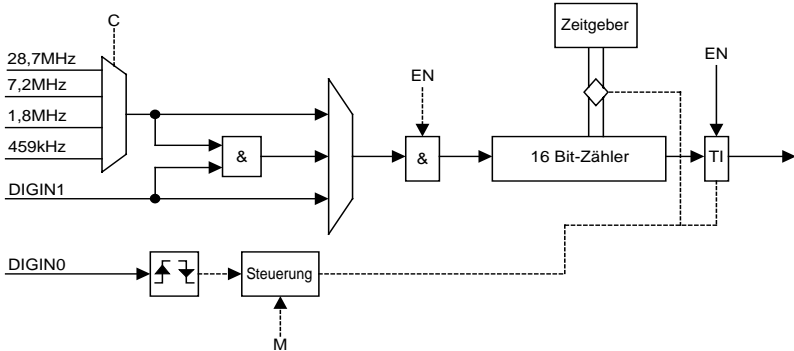 C
Zeitgeber
28,7MHz
7,2MHz
1,8MHz
459kHz
EN
EN
&
&
16 Bit-Zähler
TI
DIGIN1
DIGIN0
Steuerung
M